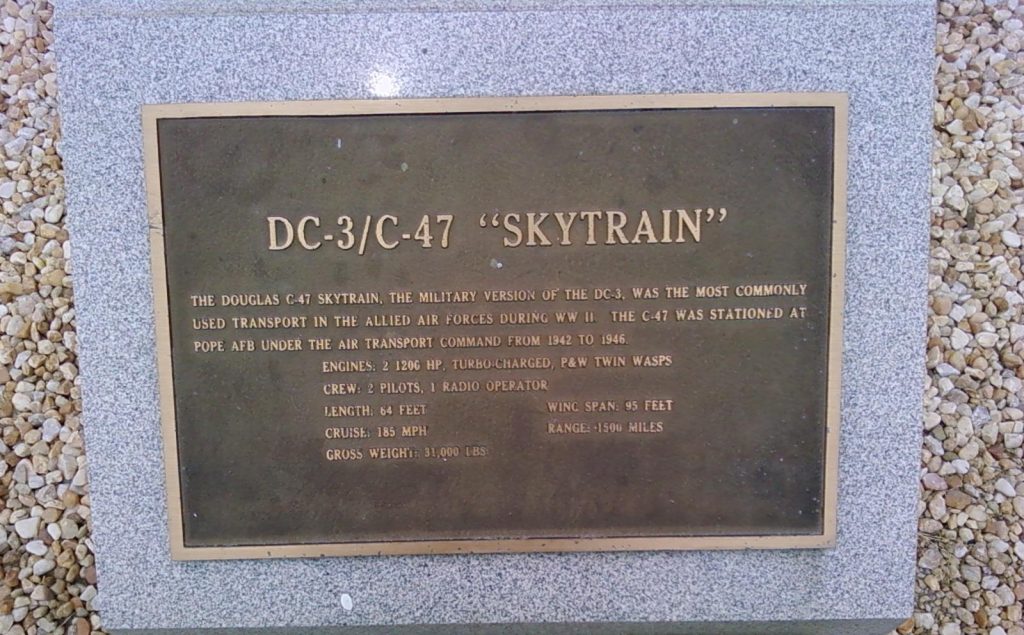 DC-3/C-47 "SKYTRAIN"
THE DOUGLAS C-47 SKYTRAIN, THE MILITARY VERSION OF THE DC-3, WAS THE MOST COMMONLY
USED TRANSPORT IN THE ALLIED AIR FORCES DURING WW II. THE C-47 WAS STATIONED AT
POPE AFB UNDER THE AIR TRANSPORT COMMAND FROM 1942 TO 1946.
ENGINES: 2 1200 HP, TURBO-CHARGED, P&W TWIN WASPS
CREW: 2 PILOTS, 1 RADIO OPERATOR
LENGTH: 64 FEET WING SPAN: 95 FEET
CRUISE: 185 MPH RANGE: 1500 MILES
GROSS WEIGHT: 31,000 LBS